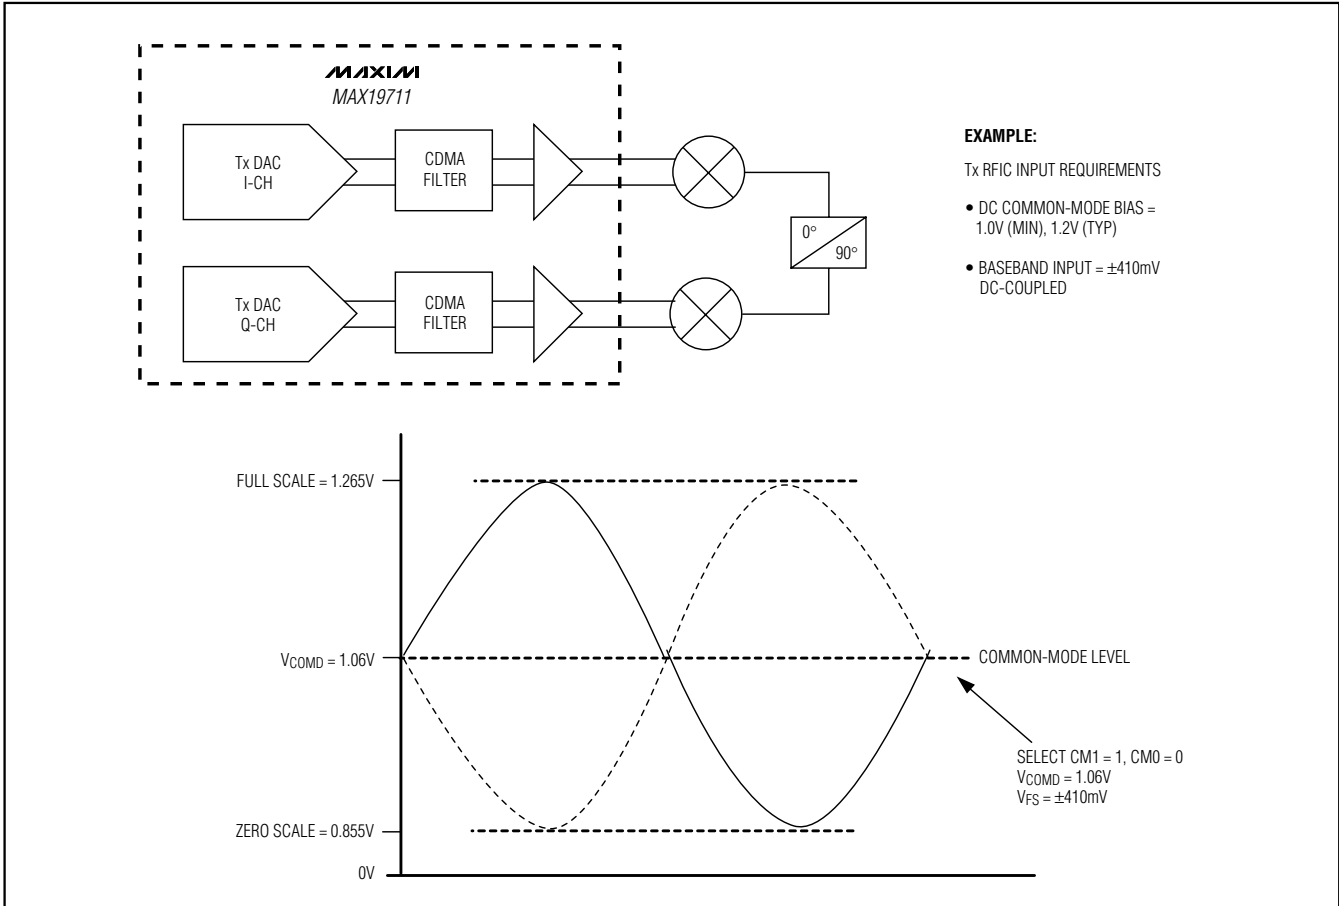 MAXIM
MAX19711
Tx DAC
I-CH
CDMA
FILTER
Tx DAC
Q-CH
CDMA
FILTER
0°
90°
EXAMPLE:
Tx RFIC INPUT REQUIREMENTS
• DC COMMON-MODE BIAS =
1.0V (MIN), 1.2V (TYP)
• BASEBAND INPUT = ±410mV
DC-COUPLED
FULL SCALE = 1.265V
VCOMD = 1.06V
ZERO SCALE = 0.855V
0V
COMMON-MODE LEVEL
SELECT CM1 = 1, CM0 = 0
VCOMD = 1.06V
VFS = ±410mV